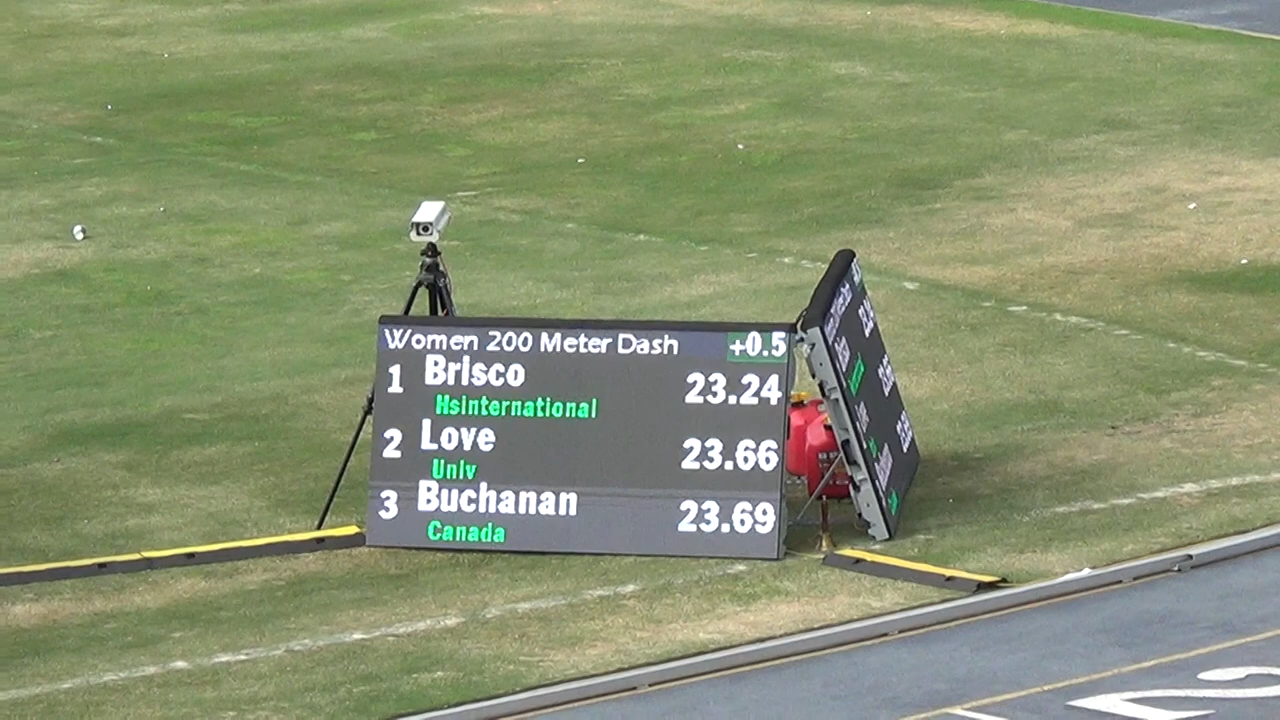 Women 200 Meter Dash +0.5
1 Brisco 23.24
HsInternational
2 Love 23.66
Univ
3 Buchanan 23.69
Canada
2